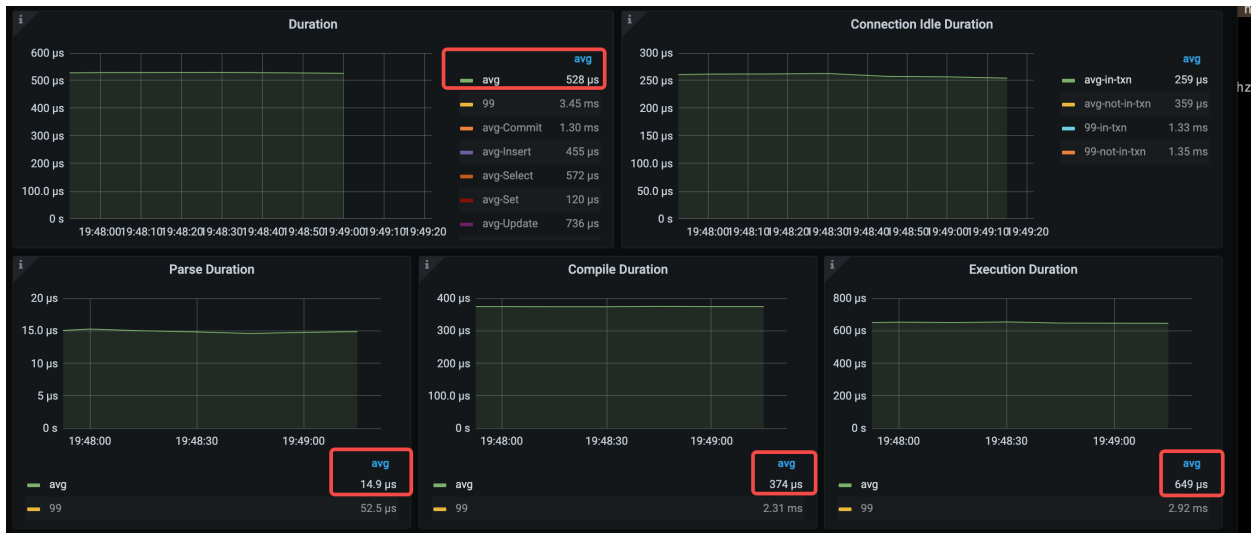 Duration
600 µs
500 µs
400 µs
300 µs
200 µs
100.0 µs
0 s
19:48:00 19:48:10 19:48:20 19:48:30 19:48:40 19:48:50 19:49:00 19:49:10 19:49:20
avg
avg 528 µs
99 3.45 ms
avg-Commit 1.30 ms
avg-Insert 455 µs
avg-Select 572 µs
avg-Set 120 µs
avg-Update 736 µs
Connection Idle Duration
300 µs
250 µs
200 µs
150 µs
100.0 µs
50.0 µs
0 s
19:48:00 19:48:10 19:48:20 19:48:30 19:48:40 19:48:50 19:49:00 19:49:10 19:49:20
avg
avg-in-txn 259 µs
avg-not-in-txn 359 µs
99-in-txn 1.33 ms
99-not-in-txn 1.35 ms
hz
Parse Duration
20 µs
15.0 µs
10 µs
5 µs
0 s
19:48:00 19:48:30 19:49:00
avg
avg 14.9 µs
99 52.5 µs
Compile Duration
400 µs
300 µs
200 µs
100.0 µs
0 s
19:48:00 19:48:30 19:49:00
avg
avg 374 µs
99 2.31 ms
Execution Duration
800 µs
600 µs
400 µs
200 µs
0 s
19:48:00 19:48:30 19:49:00
avg
avg 649 µs
99 2.92 ms